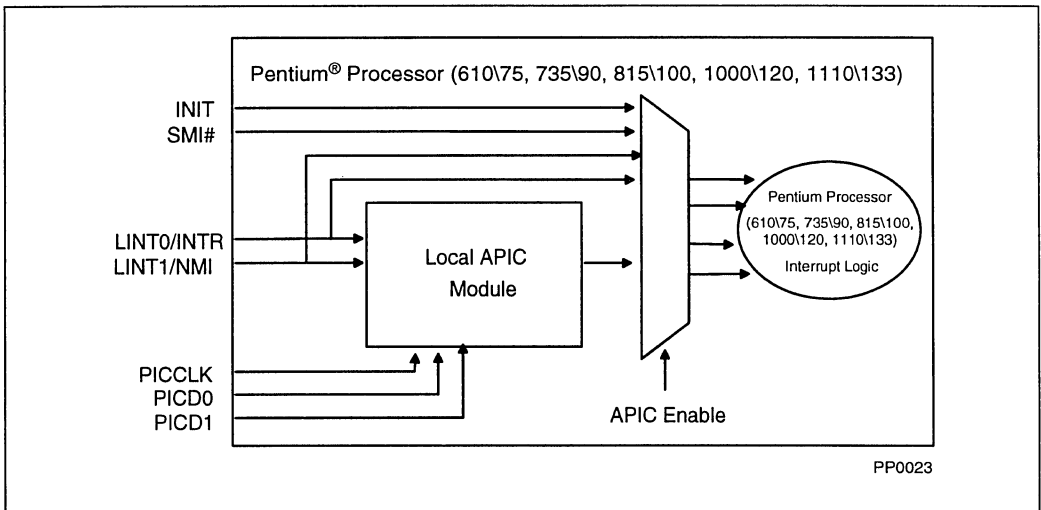 Pentium® Processor (610\75, 735\90, 815\100, 1000\120, 1110\133)
INIT
SMI#
LINT0/INTR
LINT1/NMI
Local APIC
Module
Pentium Processor
(610\75, 735\90, 815\100,
1000\120, 1110\133)
Interrupt Logic
PICCLK
PICD0
PICD1
APIC Enable
PP0023